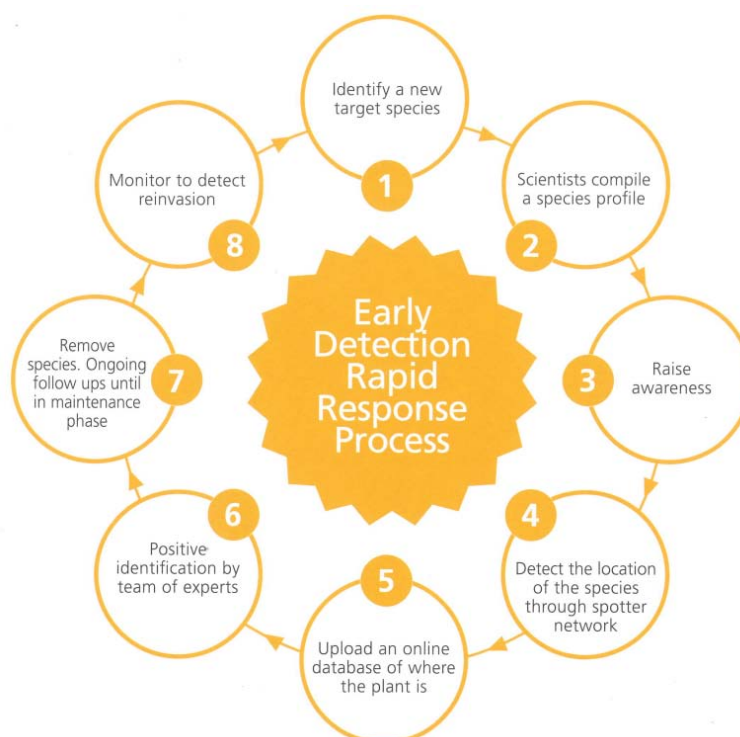 Early
Detection
Rapid
Response
Process
Identify a new
target species
1
Scientists compile
a species profile
2
3
Raise
awareness
4
Detect the location
of the species
through spotter
network
5
Upload an online
database of where
the plant is
6
Positive
identification by
team of experts
Remove
species. Ongoing
follow ups until
in maintenance
phase
7
Monitor to detect
reinvasion
8